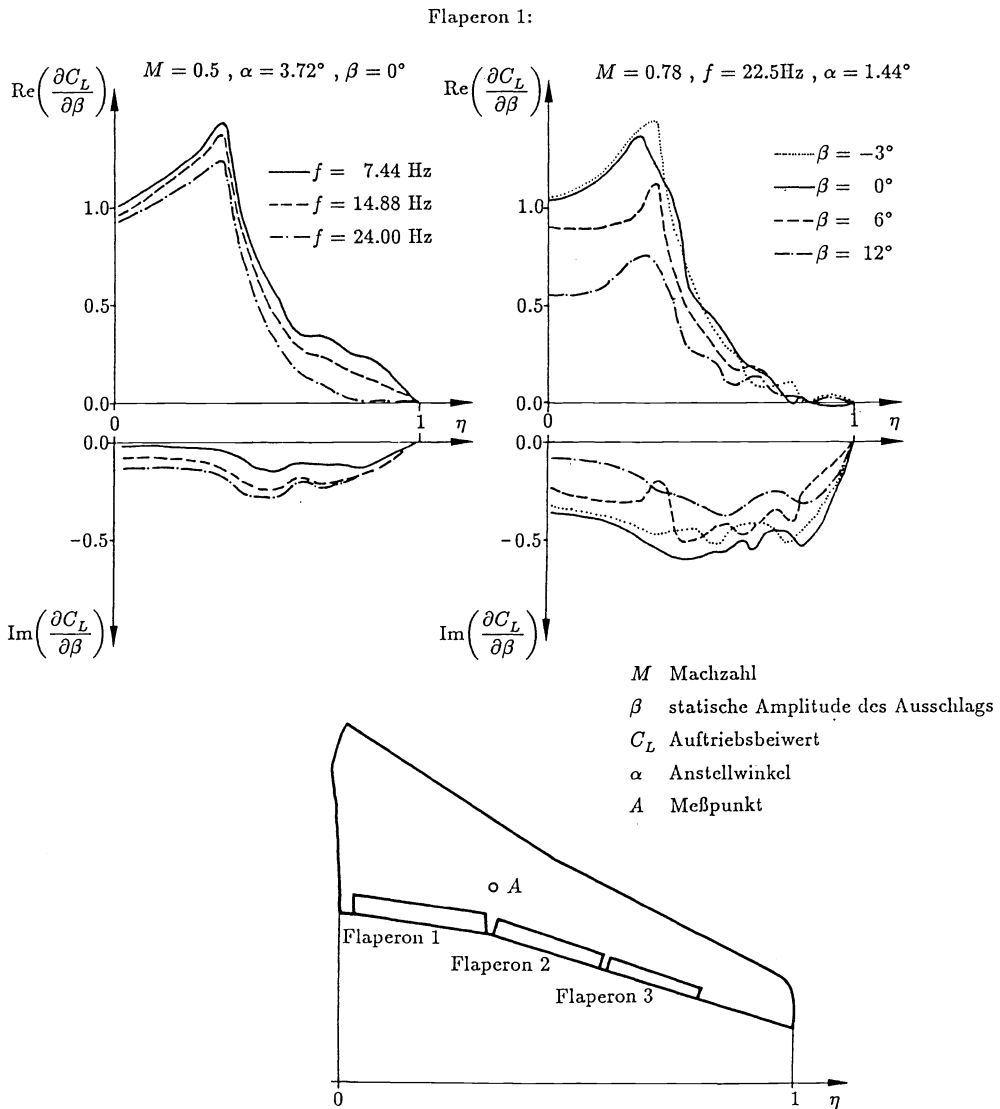 Flaperon 1:
M = 0.5 , α = 3.72° , β = 0°
Re(∂C_L/∂β)
f = 7.44 Hz
f = 14.88 Hz
f = 24.00 Hz
1.0
0.5
0.0
0 1 η
0.0
−0.5
Im(∂C_L/∂β)
M = 0.78 , f = 22.5Hz , α = 1.44°
Re(∂C_L/∂β)
β = −3°
β = 0°
β = 6°
β = 12°
1.0
0.5
0.0
0 1 η
0.0
−0.5
Im(∂C_L/∂β)
M Machzahl
β statische Amplitude des Ausschlags
C_L Auftriebsbeiwert
α Anstellwinkel
A Meßpunkt
A
Flaperon 1
Flaperon 2
Flaperon 3
0 1 η